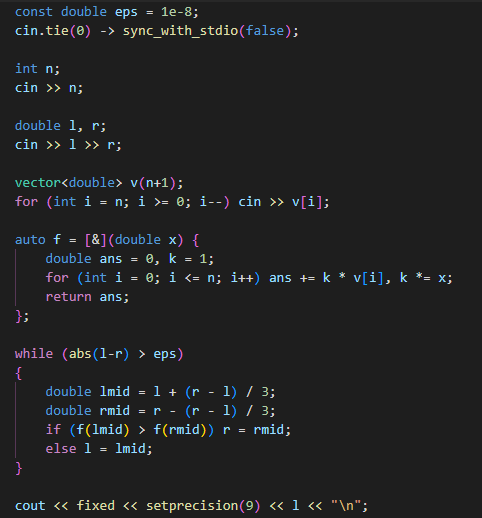 const double eps = 1e-8;
cin.tie(0) -> sync_with_stdio(false);

int n;
cin >> n;

double l, r;
cin >> l >> r;

vector<double> v(n+1);
for (int i = n; i >= 0; i--) cin >> v[i];

auto f = [&](double x) {
    double ans = 0, k = 1;
    for (int i = 0; i <= n; i++) ans += k * v[i], k *= x;
    return ans;
};

while (abs(l-r) > eps)
{
    double lmid = l + (r - l) / 3;
    double rmid = r - (r - l) / 3;
    if (f(lmid) > f(rmid)) r = rmid;
    else l = lmid;
}

cout << fixed << setprecision(9) << l << "\n";